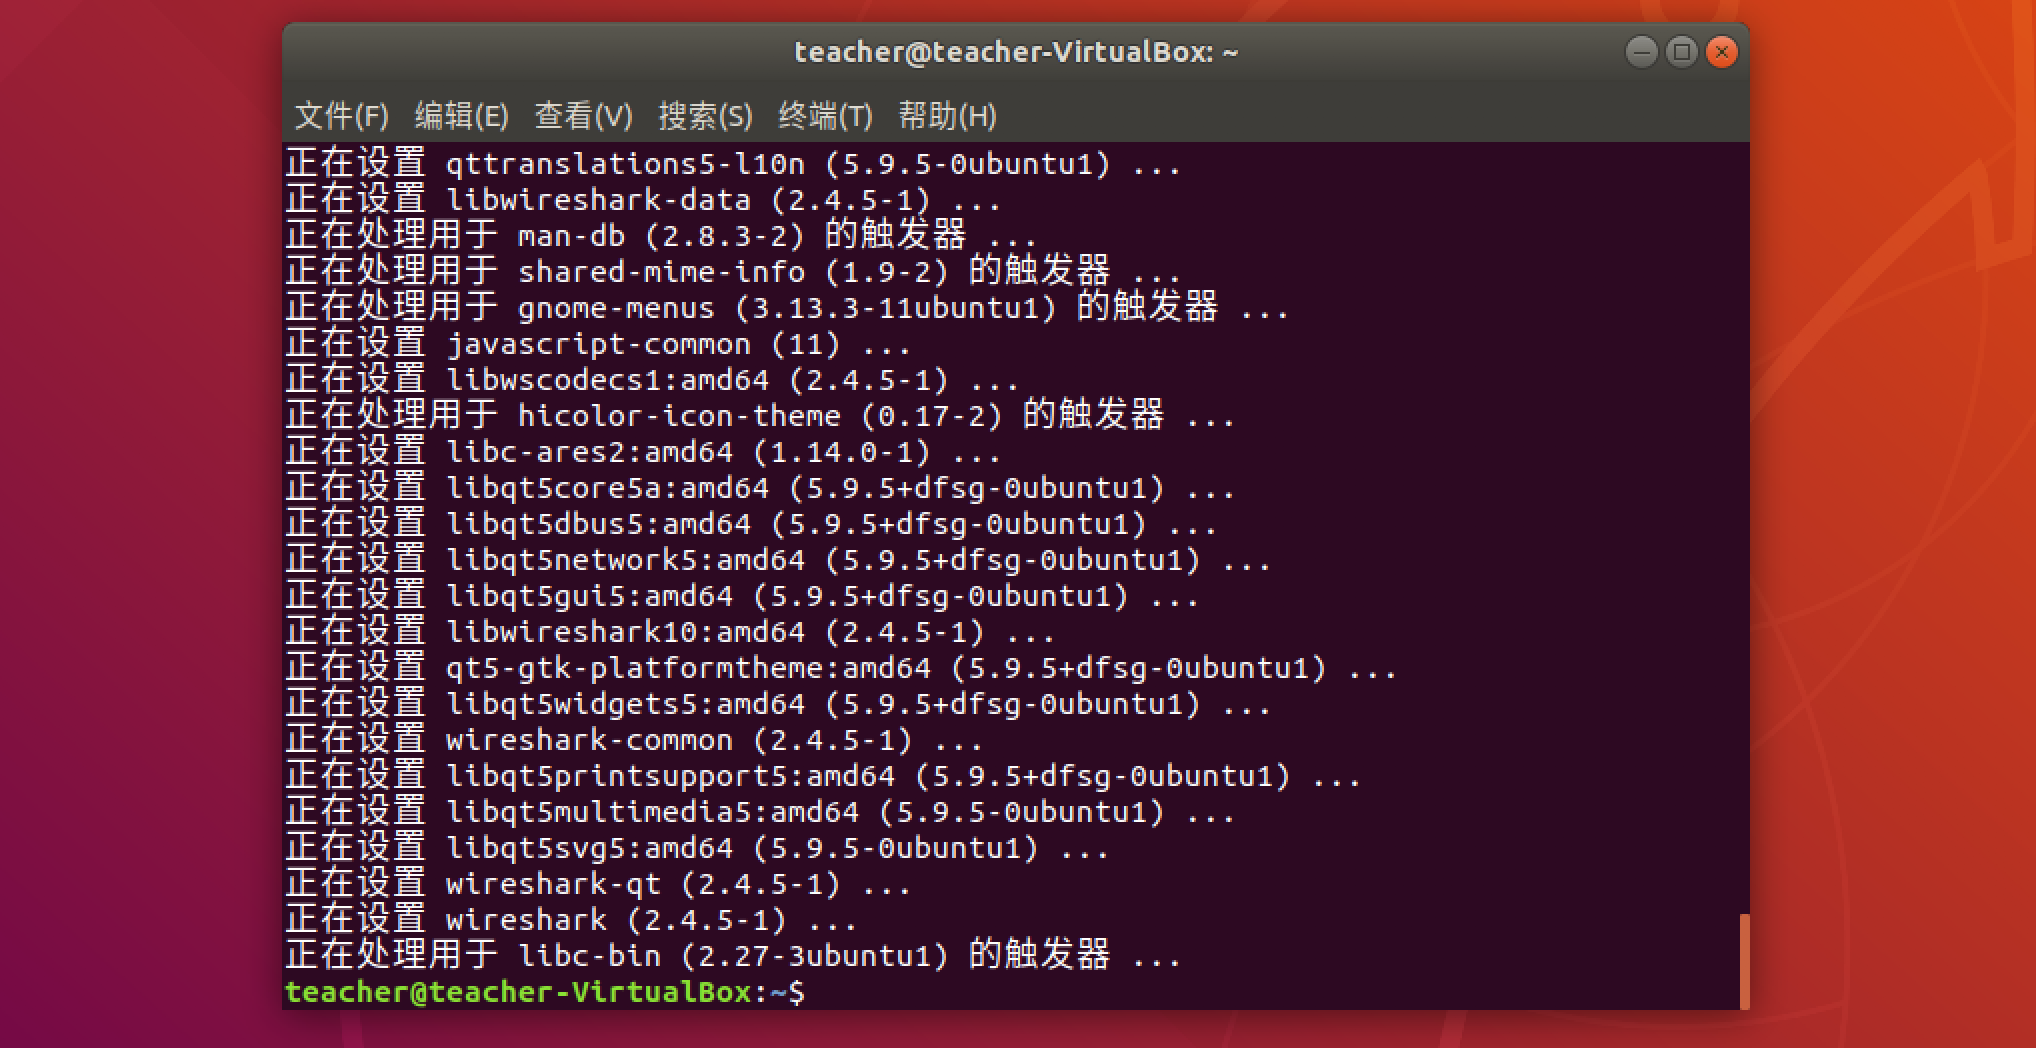 teacher@teacher-VirtualBox: ~
文件(F) 编辑(E) 查看(V) 搜索(S) 终端(T) 帮助(H)
正在设置 qttranslations5-l10n (5.9.5-0ubuntu1) ...
正在设置 libwireshark-data (2.4.5-1) ...
正在处理用于 man-db (2.8.3-2) 的触发器 ...
正在处理用于 shared-mime-info (1.9-2) 的触发器 ...
正在处理用于 gnome-menus (3.13.3-11ubuntu1) 的触发器 ...
正在设置 javascript-common (11) ...
正在设置 libwscodecs1:amd64 (2.4.5-1) ...
正在处理用于 hicolor-icon-theme (0.17-2) 的触发器 ...
正在设置 libc-ares2:amd64 (1.14.0-1) ...
正在设置 libqt5core5a:amd64 (5.9.5+dfsg-0ubuntu1) ...
正在设置 libqt5dbus5:amd64 (5.9.5+dfsg-0ubuntu1) ...
正在设置 libqt5network5:amd64 (5.9.5+dfsg-0ubuntu1) ...
正在设置 libqt5gui5:amd64 (5.9.5+dfsg-0ubuntu1) ...
正在设置 libwireshark10:amd64 (2.4.5-1) ...
正在设置 qt5-gtk-platformtheme:amd64 (5.9.5+dfsg-0ubuntu1) ...
正在设置 libqt5widgets5:amd64 (5.9.5+dfsg-0ubuntu1) ...
正在设置 wireshark-common (2.4.5-1) ...
正在设置 libqt5printsupport5:amd64 (5.9.5+dfsg-0ubuntu1) ...
正在设置 libqt5multimedia5:amd64 (5.9.5-0ubuntu1) ...
正在设置 libqt5svg5:amd64 (5.9.5-0ubuntu1) ...
正在设置 wireshark-qt (2.4.5-1) ...
正在设置 wireshark (2.4.5-1) ...
正在处理用于 libc-bin (2.27-3ubuntu1) 的触发器 ...
teacher@teacher-VirtualBox:~$